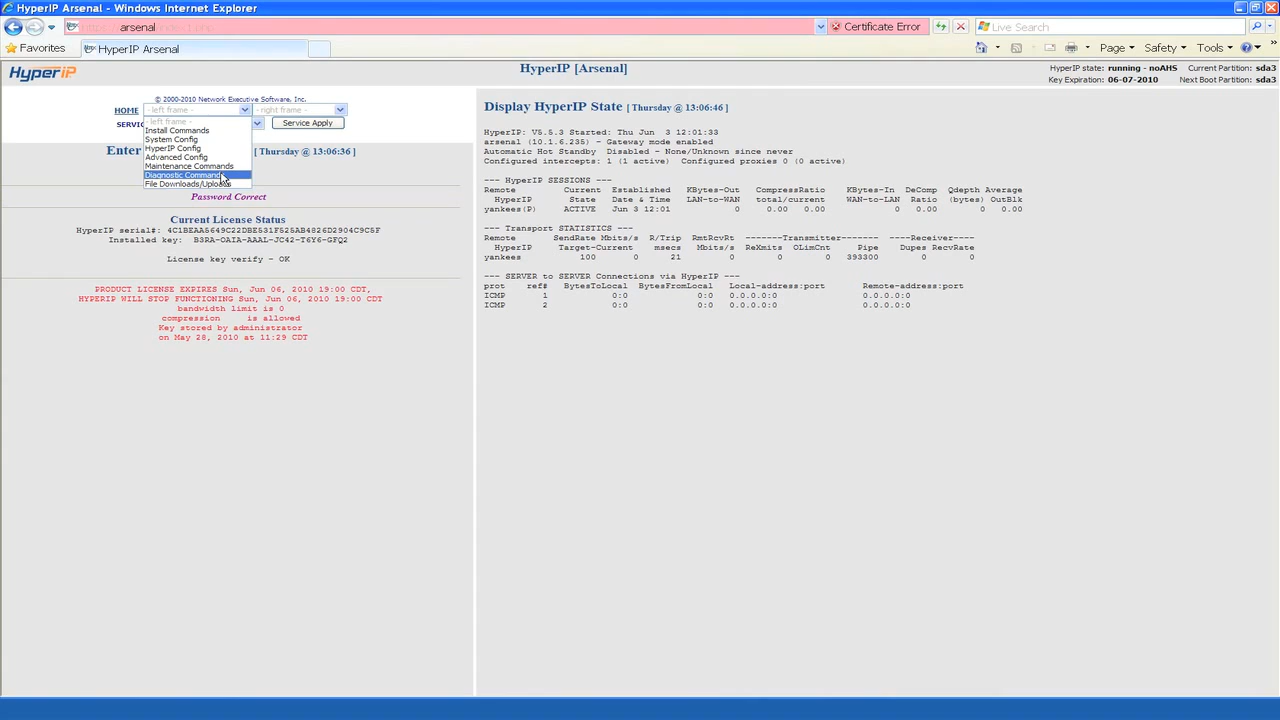 HyperIP Arsenal - Windows Internet Explorer
arsenal
Certificate Error
Live Search
Favorites
HyperIP Arsenal
Page
Safety
Tools
HyperIP
HyperIP [Arsenal]
HyperIP state: running - noAHS Current Partition: sda3
Key Expiration: 06-07-2010 Next Boot Partition: sda3
© 2000-2010 Network Executive Software, Inc.
HOME - left frame - - right frame -
SERVIC Service Apply
- left frame -
Install Commands
System Config
HyperIP Config
Advanced Config
Maintenance Commands
Diagnostic Commands
File Downloads/Uploads
Enter [ Thursday @ 13:06:36 ]
Password Correct
Current License Status
HyperIP serial#: 4C1BEAA5649C22DBE531F525AB4826D2904C9C5F
Installed key: B3RA-OAIA-AAAL-JC42-T6Y6-GFQ2
License key verify - OK
PRODUCT LICENSE EXPIRES Sun, Jun 06, 2010 19:00 CDT,
HYPERIP WILL STOP FUNCTIONING Sun, Jun 06, 2010 19:00 CDT
bandwidth limit is 0
compression is allowed
Key stored by administrator
on May 28, 2010 at 11:29 CDT
Display HyperIP State [ Thursday @ 13:06:46 ]
HyperIP: V5.5.3 Started: Thu Jun 3 12:01:33
arsenal (10.1.6.235) - Gateway mode enabled
Automatic Hot Standby Disabled - None/Unknown since never
Configured intercepts: 1 (1 active) Configured proxies 0 (0 active)
--- HyperIP SESSIONS ---
Remote Current Established KBytes-Out CompressRatio KBytes-In DeComp Qdepth Average
HyperIP State Date & Time LAN-to-WAN total/current WAN-to-LAN Ratio (bytes) OutBlk
yankees(P) ACTIVE Jun 3 12:01 0 0.00 0.00 0 0.00 0 0.00
--- Transport STATISTICS ---
Remote SendRate Mbits/s R/Trip RmtRcvRt -------Transmitter------- ----Receiver----
HyperIP Target-Current msecs Mbits/s ReXmits OLimCnt Pipe Dupes RecvRate
yankees 100 0 21 0 0 0 393300 0 0
--- SERVER to SERVER Connections via HyperIP ---
prot ref# BytesToLocal BytesFromLocal Local-address:port Remote-address:port
ICMP 1 0:0 0:0 0.0.0.0:0 0.0.0.0:0
ICMP 2 0:0 0:0 0.0.0.0:0 0.0.0.0:0